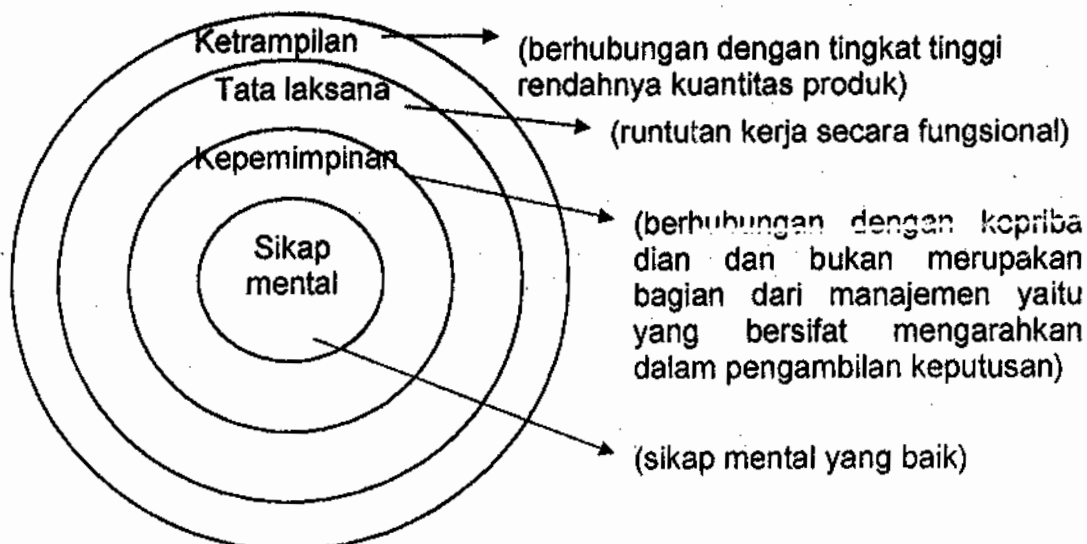 Ketrampilan
(berhubungan dengan tingkat tinggi
rendahnya kuantitas produk)
Tata laksana
(runtutan kerja secara fungsional)
Kepemimpinan
(berhubungan dengan kepriba
dian dan bukan merupakan
bagian dari manajemen yaitu
yang bersifat mengarahkan
dalam pengambilan keputusan)
Sikap
mental
(sikap mental yang baik)